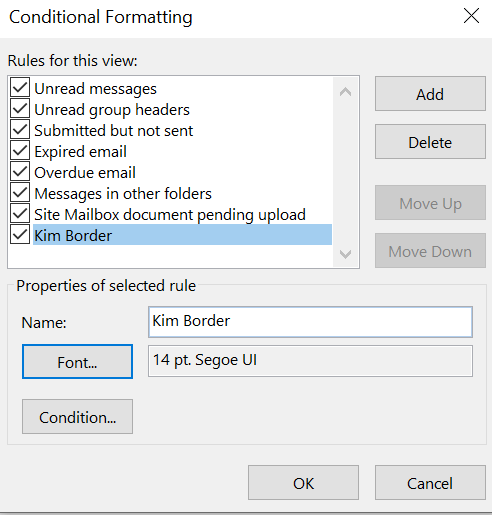 Conditional Formatting
Rules for this view:
Unread messages
Unread group headers
Submitted but not sent
Expired email
Overdue email
Messages in other folders
Site Mailbox document pending upload
Kim Border
Add
Delete
Move Up
Move Down
Properties of selected rule
Name:
Kim Border
Font...
14 pt. Segoe UI
Condition...
OK
Cancel